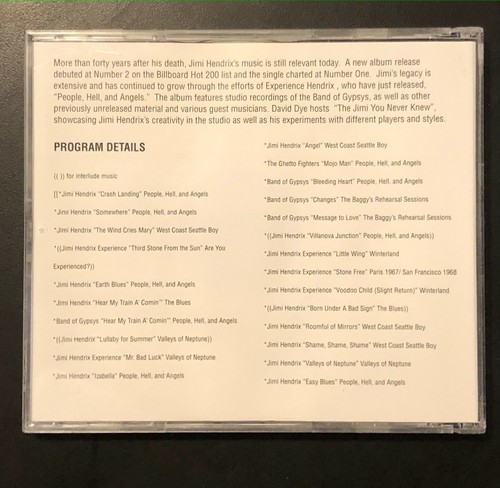 More than forty years after his death, Jimi Hendrix's music is still relevant today. A new album release
debuted at Number 2 on the Billboard Hot 200 list and the single charted at Number One. Jimi's legacy is
extensive and has continued to grow through the efforts of Experience Hendrix , who have just released,
"People, Hell, and Angels." The album features studio recordings of the Band of Gypsys, as well as other
previously unreleased material and various guest musicians. David Dye hosts "The Jimi You Never Knew",
showcasing Jimi Hendrix's creativity in the studio as well as his experiments with different players and styles.
PROGRAM DETAILS
(( )) for interlude music
[[*Jimi Hendrix "Crash Landing" People, Hell, and Angels
*Jimi Hendrix "Somewhere" People, Hell, and Angels
*Jimi Hendrix "The Wind Cries Mary" West Coast Seattle Boy
*((Jimi Hendrix Experience "Third Stone From the Sun" Are You
Experienced?))
*Jimi Hendrix "Earth Blues" People, Hell, and Angels
*Jimi Hendrix "Hear My Train A' Comin'" The Blues
*Band of Gypsys "Hear My Train A' Comin'" People, Hell, and Angels
*((Jimi Hendrix "Lullaby for Summer" Valleys of Neptune))
*Jimi Hendrix Experience "Mr. Bad Luck" Valleys of Neptune
*Jimi Hendrix "Izabella" People, Hell, and Angels
*Jimi Hendrix "Angel" West Coast Seattle Boy
*The Ghetto Fighters "Mojo Man" People, Hell, and Angels
*Band of Gypsys "Bleeding Heart" People, Hell, and Angels
*Band of Gypsys "Changes" The Baggy's Rehearsal Sessions
*Band of Gypsys "Message to Love" The Baggy's Rehearsal Sessions
*((Jimi Hendrix "Villanova Junction" People, Hell, and Angels))
*Jimi Hendrix Experience "Little Wing" Winterland
*Jimi Hendrix Experience "Stone Free" Paris 1967/ San Francisco 1968
*Jimi Hendrix Experience "Voodoo Child (Slight Return)" Winterland
*((Jimi Hendrix "Born Under A Bad Sign" The Blues))
*Jimi Hendrix "Roomful of Mirrors" West Coast Seattle Boy
*Jimi Hendrix "Shame, Shame, Shame" West Coast Seattle Boy
*Jimi Hendrix "Valleys of Neptune" Valleys of Neptune
*Jimi Hendrix "Easy Blues" People, Hell, and Angels